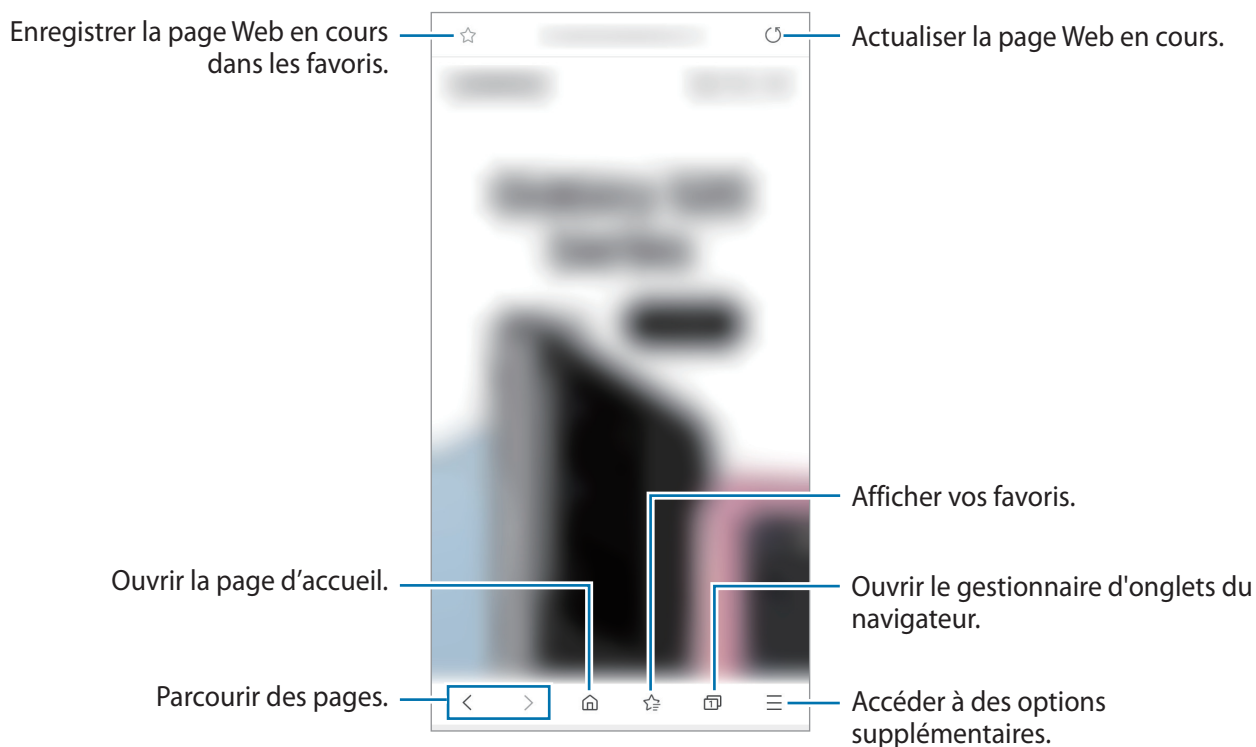 Enregistrer la page Web en cours
dans les favoris.
Actualiser la page Web en cours.
Afficher vos favoris.
Ouvrir la page d’accueil.
Ouvrir le gestionnaire d'onglets du
navigateur.
Parcourir des pages.
1
Accéder à des options
supplémentaires.